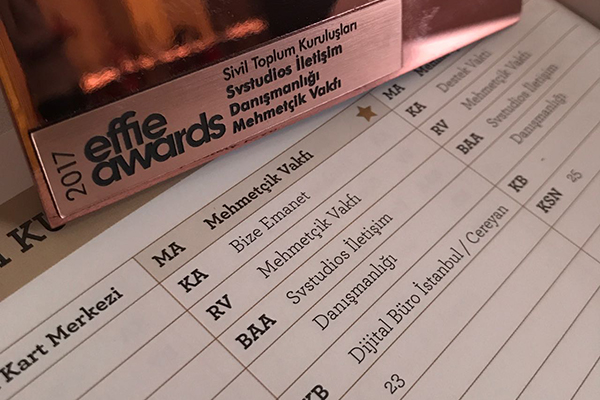 2017
effie
awards
Sivil Toplum Kuruluşları
Svstudios İletişim
Danışmanlığı
Mehmetçik Vakfı
KU
Kart Merkezi
MA Mehmetçik Vakfı
KA Bize Emanet
RV Mehmetçik Vakfı
BAA Svstudios İletişim
Danışmanlığı
KB Dijital Büro İstanbul / Cereyan
23
MA
KA Destek Vakfı
RV Mehmetçik Vakfı
BAA Svstudios İletişim
Danışmanlığı
KB
KSN 25